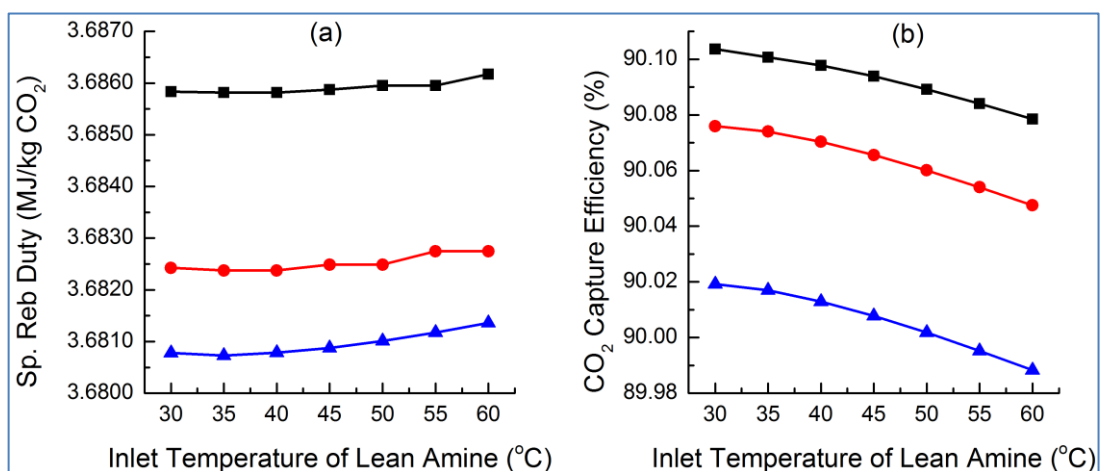 (a)
Sp. Reb Duty (MJ/kg CO₂)
3.6870
3.6860
3.6850
3.6840
3.6830
3.6820
3.6810
3.6800
30 35 40 45 50 55 60
Inlet Temperature of Lean Amine (°C)
(b)
CO₂ Capture Efficiency (%)
90.10
90.08
90.06
90.04
90.02
90.00
89.98
30 35 40 45 50 55 60
Inlet Temperature of Lean Amine (°C)